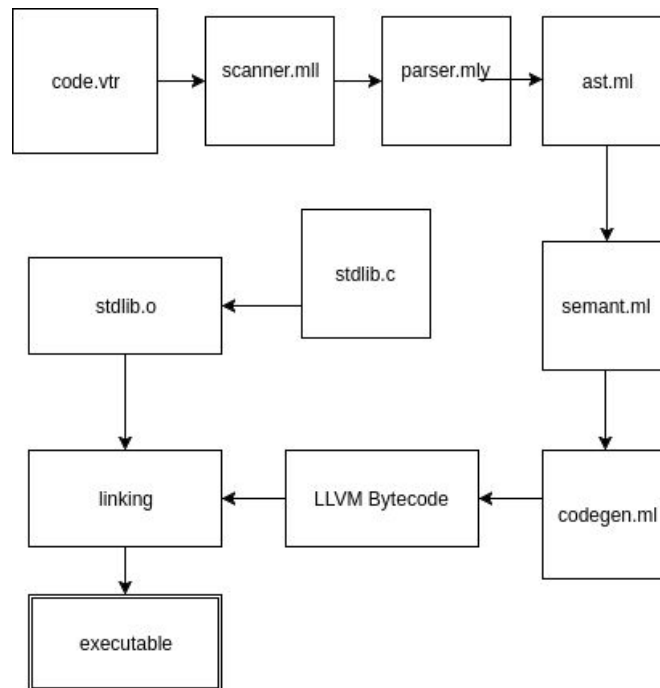 code.vtr
scanner.mll
parser.mly
ast.ml
stdlib.c
stdlib.o
semant.ml
linking
LLVM Bytecode
codegen.ml
executable